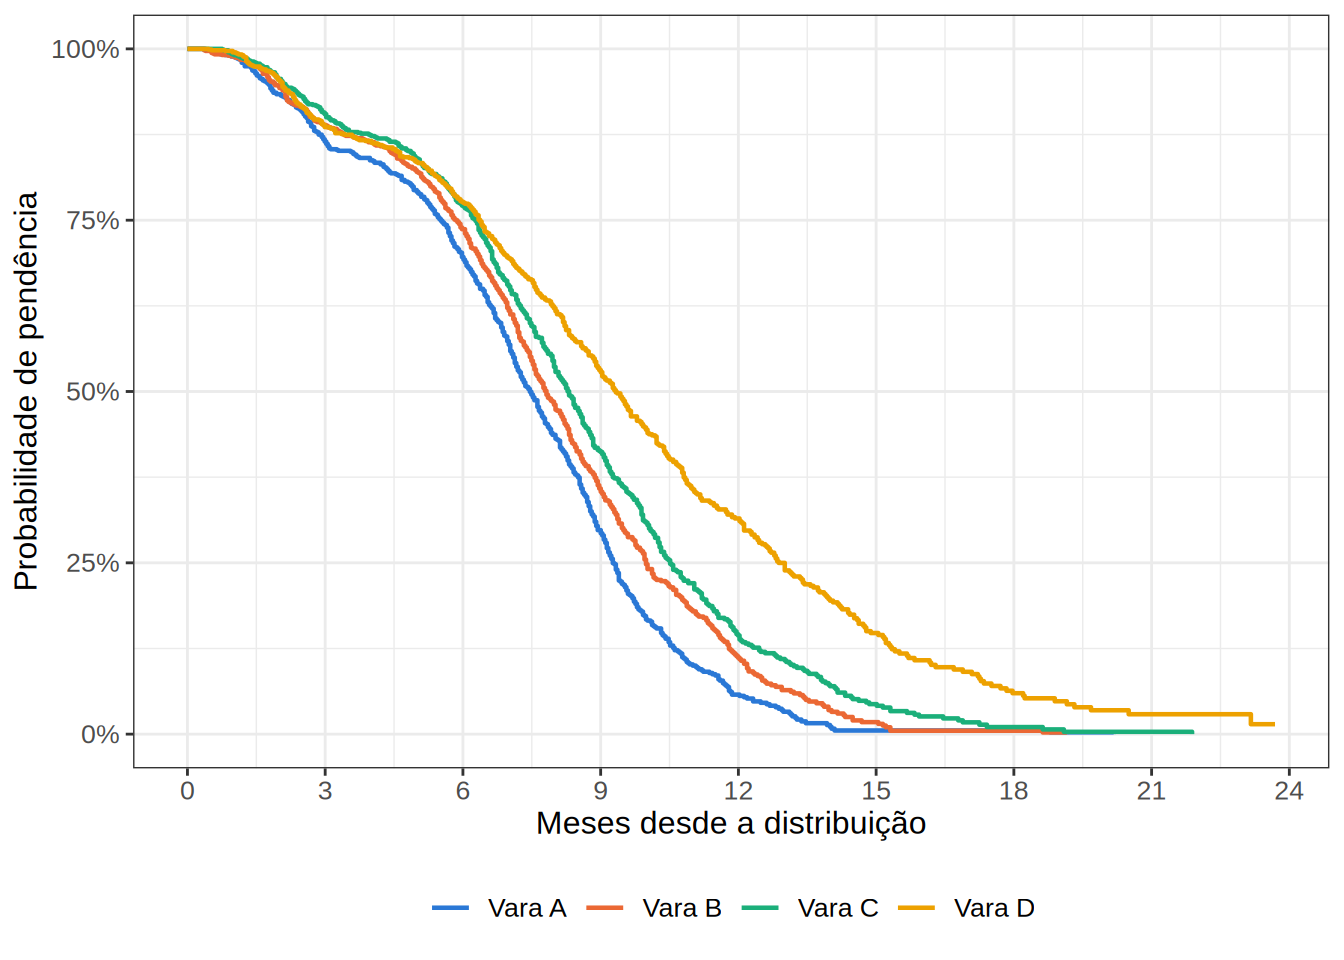 Probabilidade de pendência
100%
75%
50%
25%
0%
0 3 6 9 12 15 18 21 24
Meses desde a distribuição
Vara A Vara B Vara C Vara D